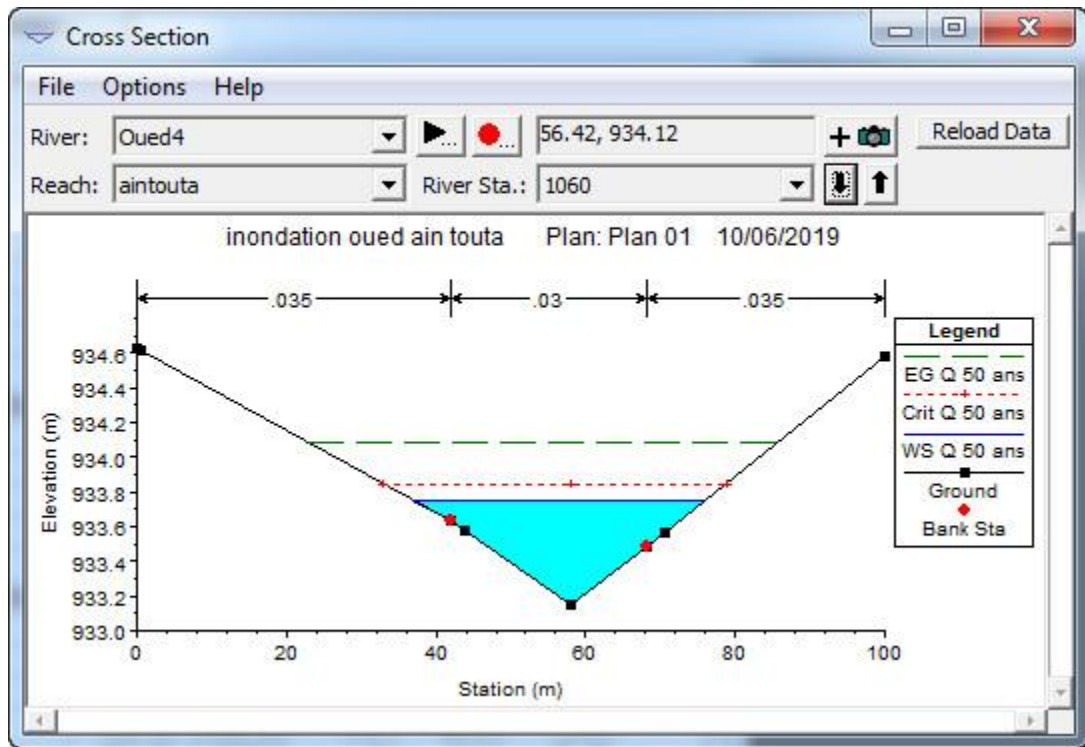 Cross Section
File Options Help
River: Oued4 56.42, 934.12 Reload Data
Reach: aintouta River Sta.: 1060
inondation oued ain touta Plan: Plan 01 10/06/2019
.035 .03 .035
Legend
EG Q 50 ans
Crit Q 50 ans
WS Q 50 ans
Ground
Bank Sta
934.6
934.4
934.2
934.0
933.8
933.6
933.4
933.2
933.0
Elevation (m)
0 20 40 60 80 100
Station (m)